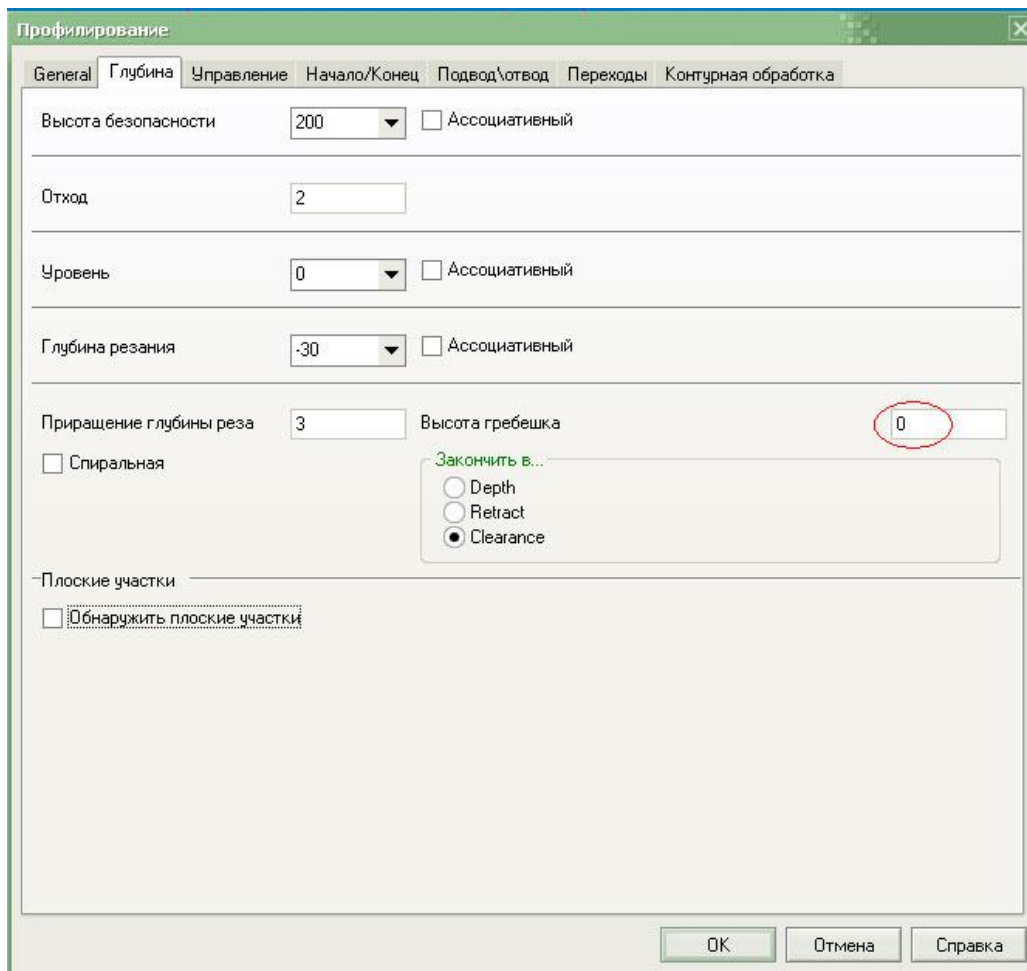 Профилирование
General Глубина Управление Начало/Конец Подвод\отвод Переходы Контурная обработка
Высота безопасности 200 Ассоциативный
Отход 2
Уровень 0 Ассоциативный
Глубина резания -30 Ассоциативный
Приращение глубины реза 3 Высота гребешка 0
Спиральная Закончить в...
Depth
Retract
Clearance
Плоские участки
Обнаружить плоские участки
OK Отмена Справка